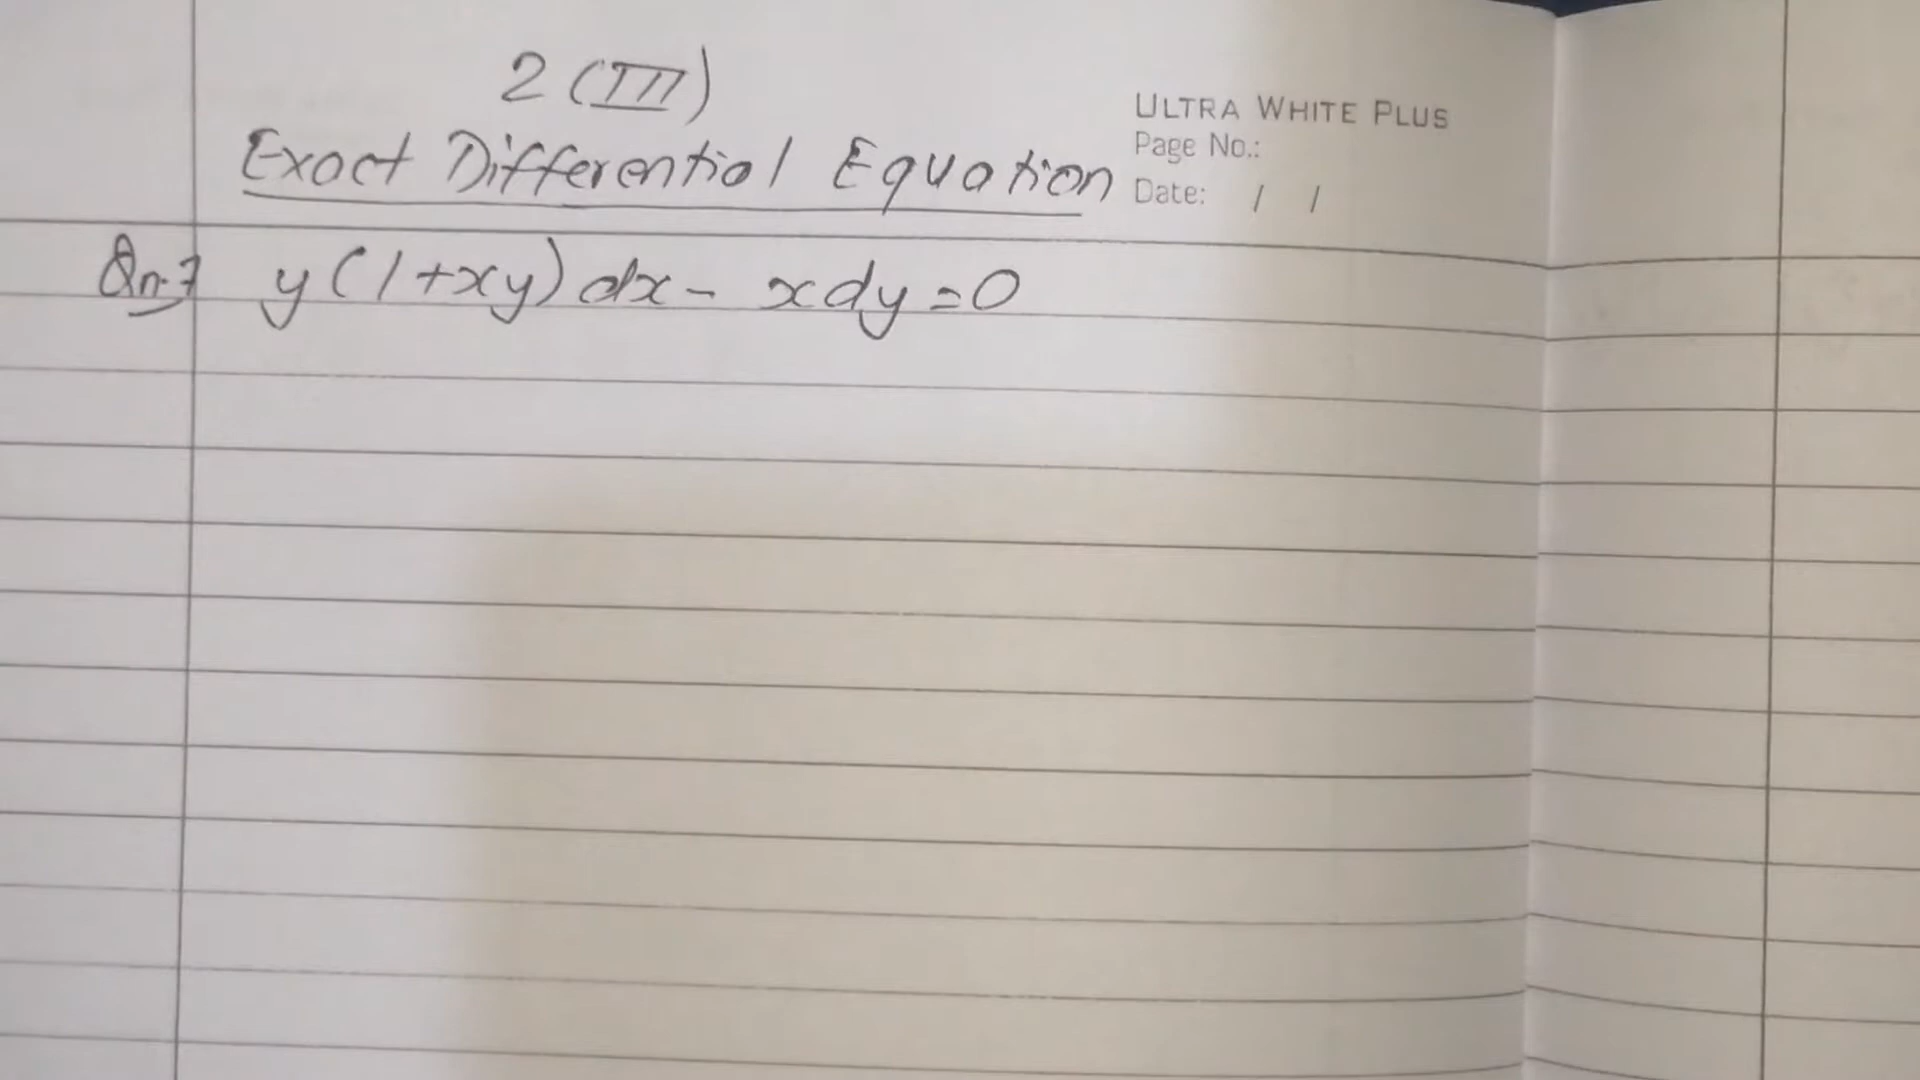 2 (III)
Exact Differential Equation
ULTRA WHITE PLUS
Page No.:
Date: / /
Qn.7 y(1+xy)dx - xdy=0